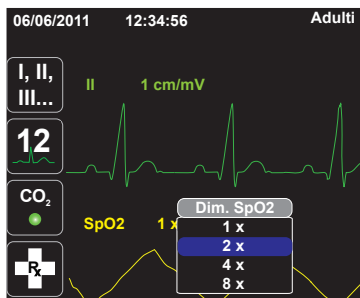 06/06/2011 12:34:56 Adulti
I, II,
III...
II 1 cm/mV
12
CO2
SpO2 1 x
Dim. SpO2
1 x
2 x
4 x
8 x
Rx